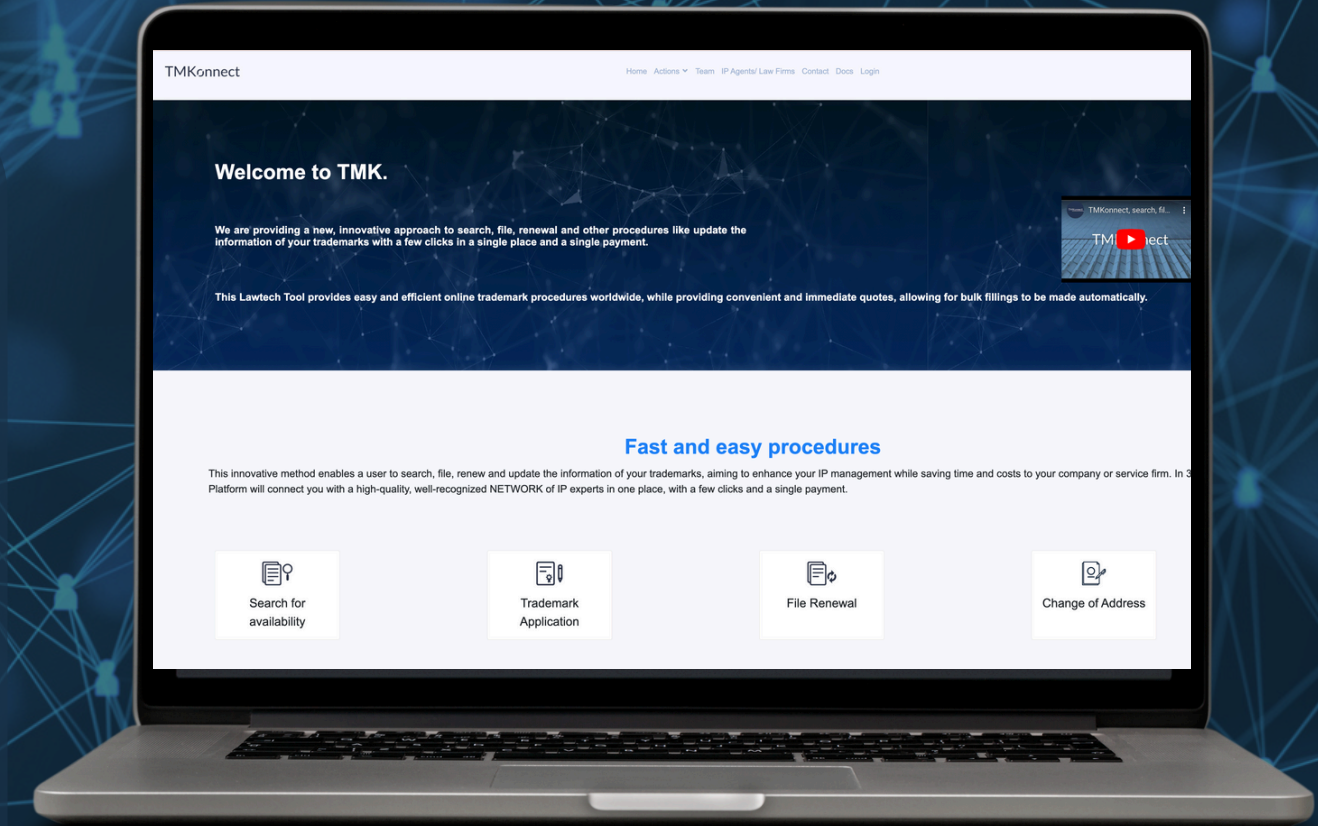 TMKonnect
Home Actions Team IP Agents/ Law Firms Contact Docs Login
Welcome to TMK.
We are providing a new, innovative approach to search, file, renewal and other procedures like update the
information of your trademarks with a few clicks in a single place and a single payment.
TMKonnect, search, fil...
This Lawtech Tool provides easy and efficient online trademark procedures worldwide, while providing convenient and immediate quotes, allowing for bulk fillings to be made automatically.
Fast and easy procedures
This innovative method enables a user to search, file, renew and update the information of your trademarks, aiming to enhance your IP management while saving time and costs to your company or service firm. In 3
Platform will connect you with a high-quality, well-recognized NETWORK of IP experts in one place, with a few clicks and a single payment.
Search for
availability
Trademark
Application
File Renewal
Change of Address